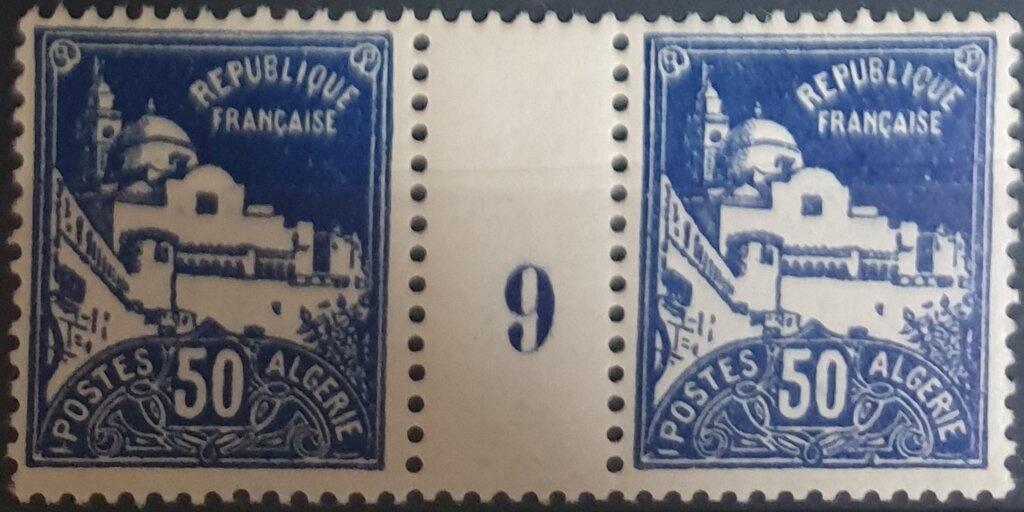 REPUBLIQUE
FRANÇAISE
POSTES 50 ALGERIE
9
REPUBLIQUE
FRANÇAISE
POSTES 50 ALGERIE